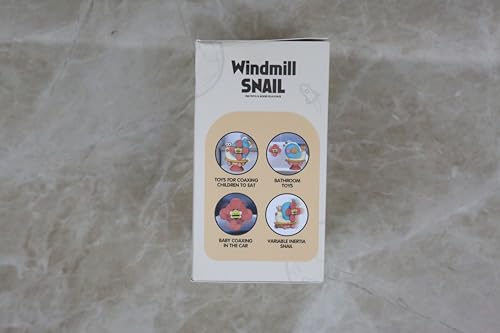 Windmill
SNAIL
TOYS FOR COAXING
CHILDREN TO EAT
BATHROOM
TOYS
BABY COAXING
IN THE CAR
VARIABLE INERTIA
SNAIL